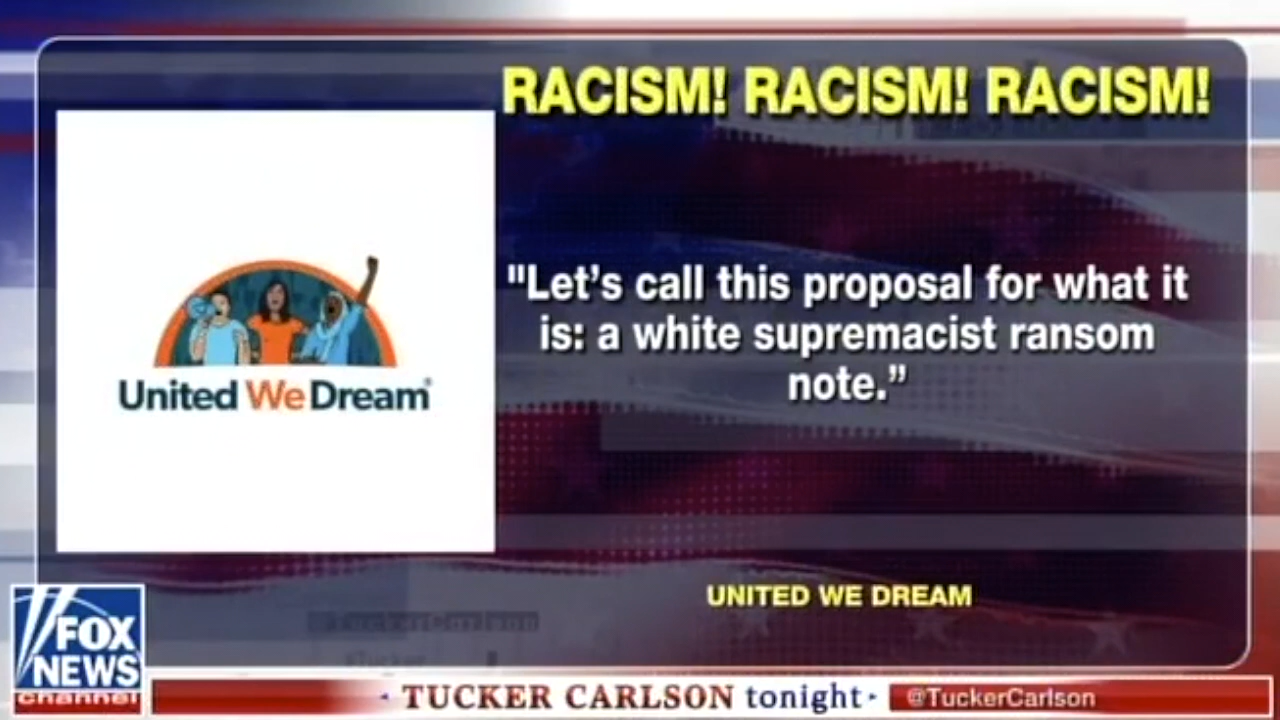 RACISM! RACISM! RACISM!
"Let's call this proposal for what it
is: a white supremacist ransom
note.”
United We Dream®
UNITED WE DREAM
FOX
NEWS
channel
TUCKER CARLSON tonight
@TuckerCarlson